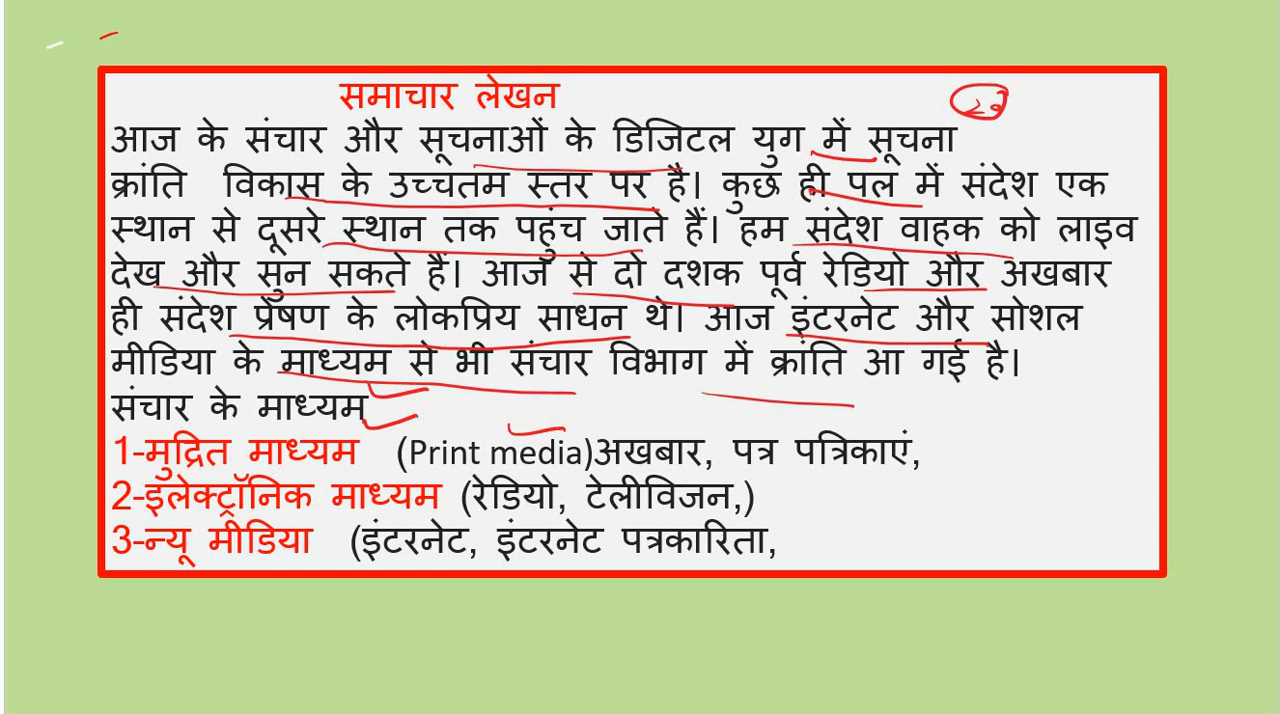 समाचार लेखन
आज के संचार और सूचनाओं के डिजिटल युग में सूचना
क्रांति विकास के उच्चतम स्तर पर है। कुछ ही पल में संदेश एक
स्थान से दूसरे स्थान तक पहुंच जाते हैं। हम संदेश वाहक को लाइव
देख और सुन सकते हैं। आज से दो दशक पूर्व रेडियो और अखबार
ही संदेश प्रेषण के लोकप्रिय साधन थे। आज इंटरनेट और सोशल
मीडिया के माध्यम से भी संचार विभाग में क्रांति आ गई है।
संचार के माध्यम
1-मुद्रित माध्यम (Print media)अखबार, पत्र पत्रिकाएं,
2-इलेक्ट्रॉनिक माध्यम (रेडियो, टेलीविजन,)
3-न्यू मीडिया (इंटरनेट, इंटरनेट पत्रकारिता,